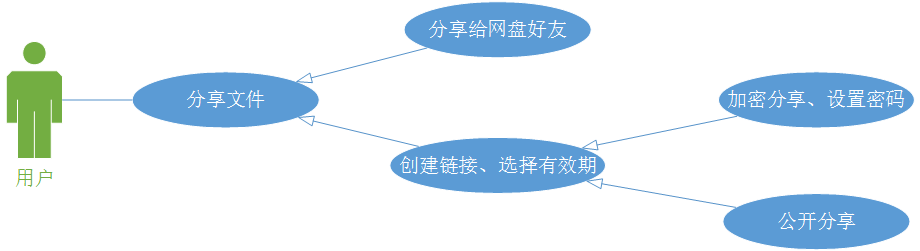 分享给网盘好友
分享文件
加密分享、设置密码
创建链接、选择有效期
用户
公开分享